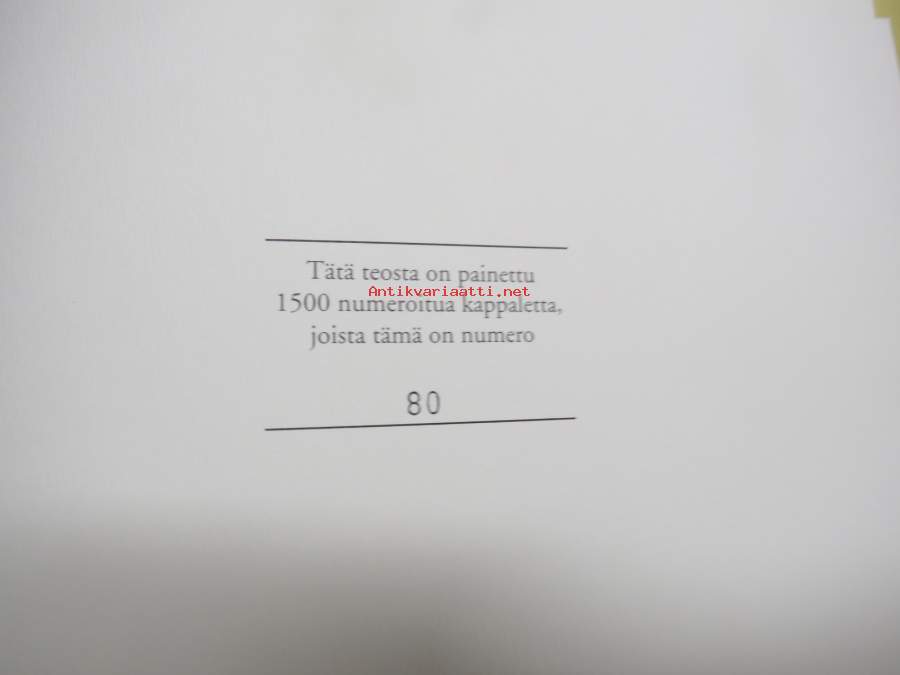 Tätä teosta on painettu
Antikvariaatti.net
1500 numeroitua kappaletta,
joista tämä on numero
80